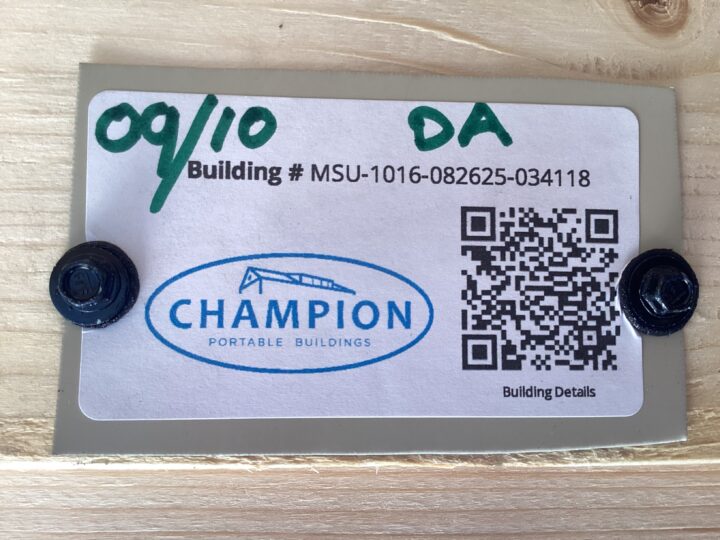 09/10 DA
Building # MSU-1016-082625-034118
CHAMPION
PORTABLE BUILDINGS
Building Details